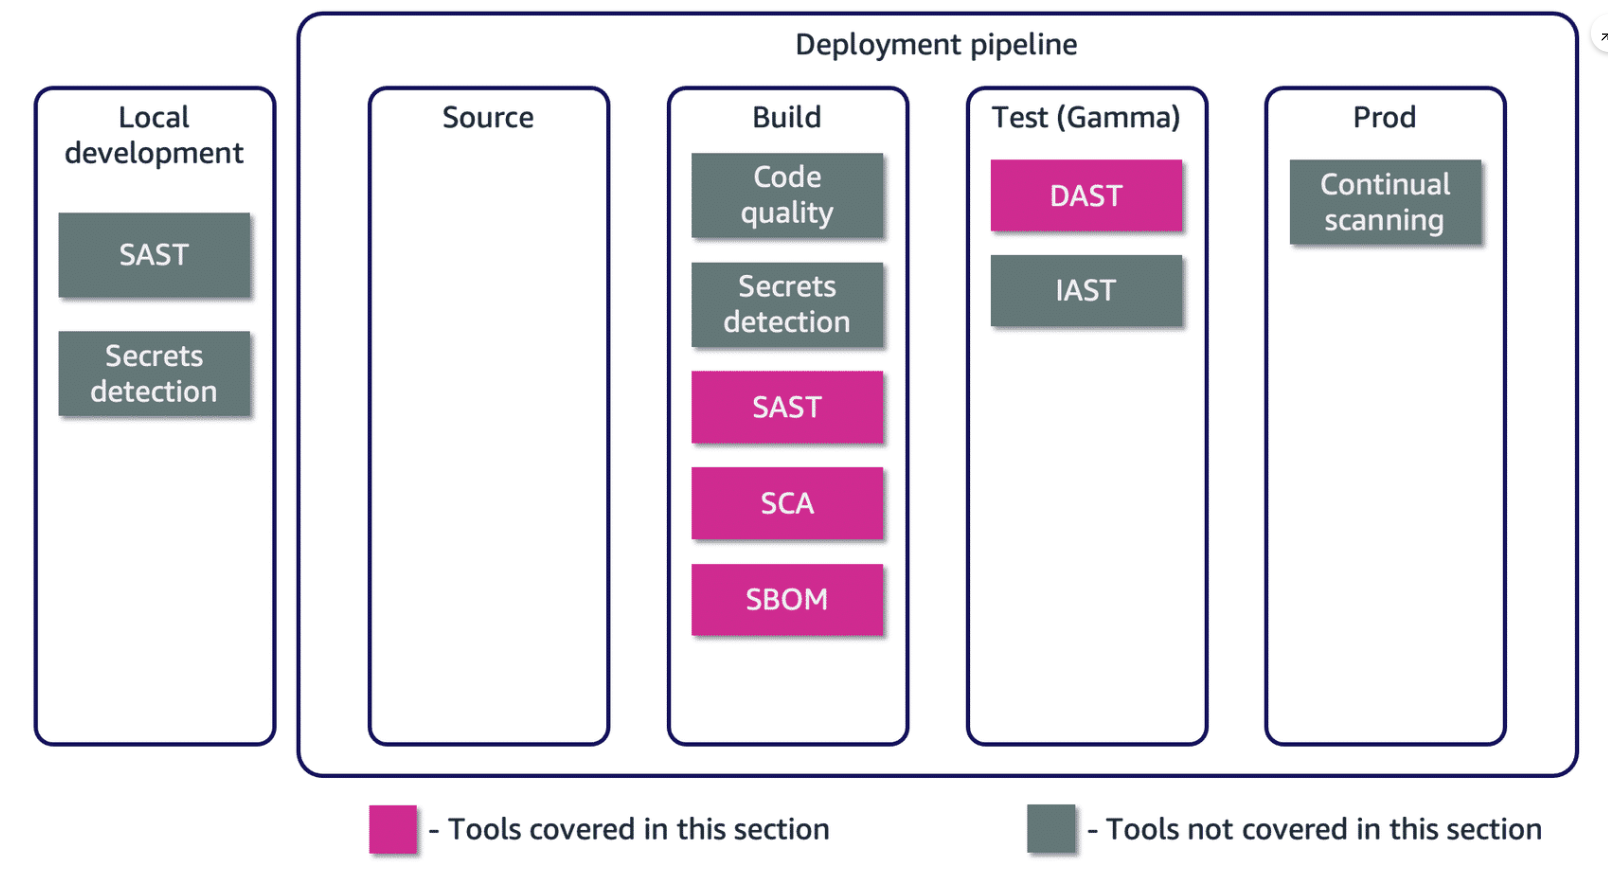 Deployment pipeline
Local
development
SAST
Secrets
detection
Source
Build
Code
quality
Secrets
detection
SAST
SCA
SBOM
Test (Gamma)
DAST
IAST
Prod
Continual
scanning
- Tools covered in this section
- Tools not covered in this section